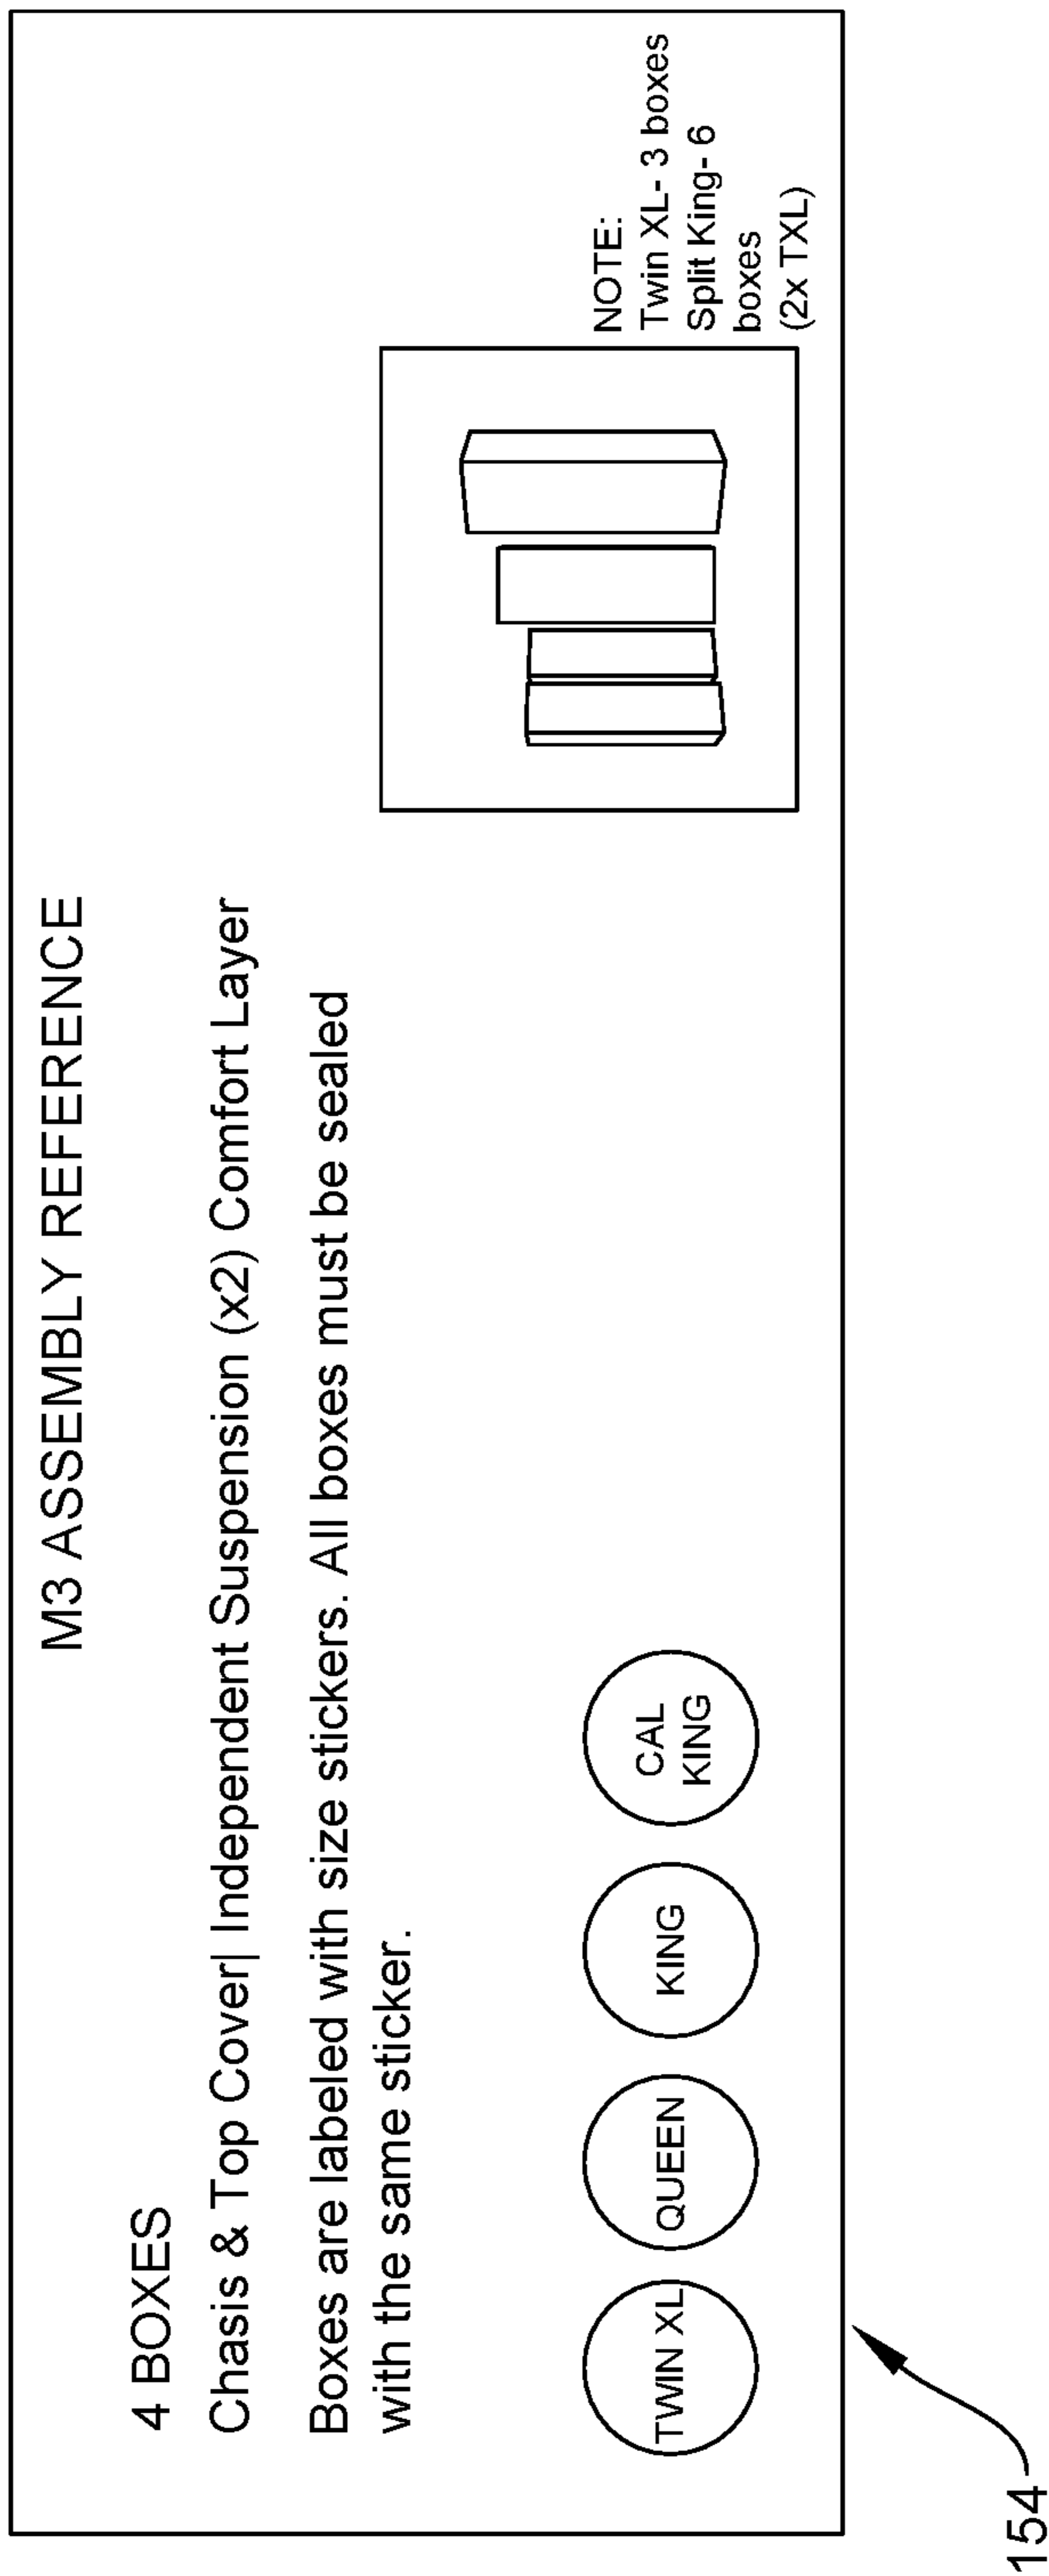 M3 ASSEMBLY REFERENCE
4 BOXES
Chasis & Top Cover| Independent Suspension (x2) Comfort Layer
Boxes are labeled with size stickers. All boxes must be sealed
with the same sticker.
TWIN XL
QUEEN
KING
CAL
KING
NOTE:
Twin XL- 3 boxes
Split King- 6
boxes
(2x TXL)
154